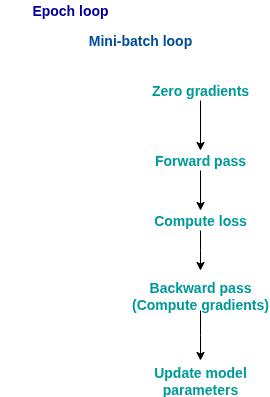 Epoch loop
Mini-batch loop
Zero gradients
Forward pass
Compute loss
Backward pass
(Compute gradients)
Update model
parameters